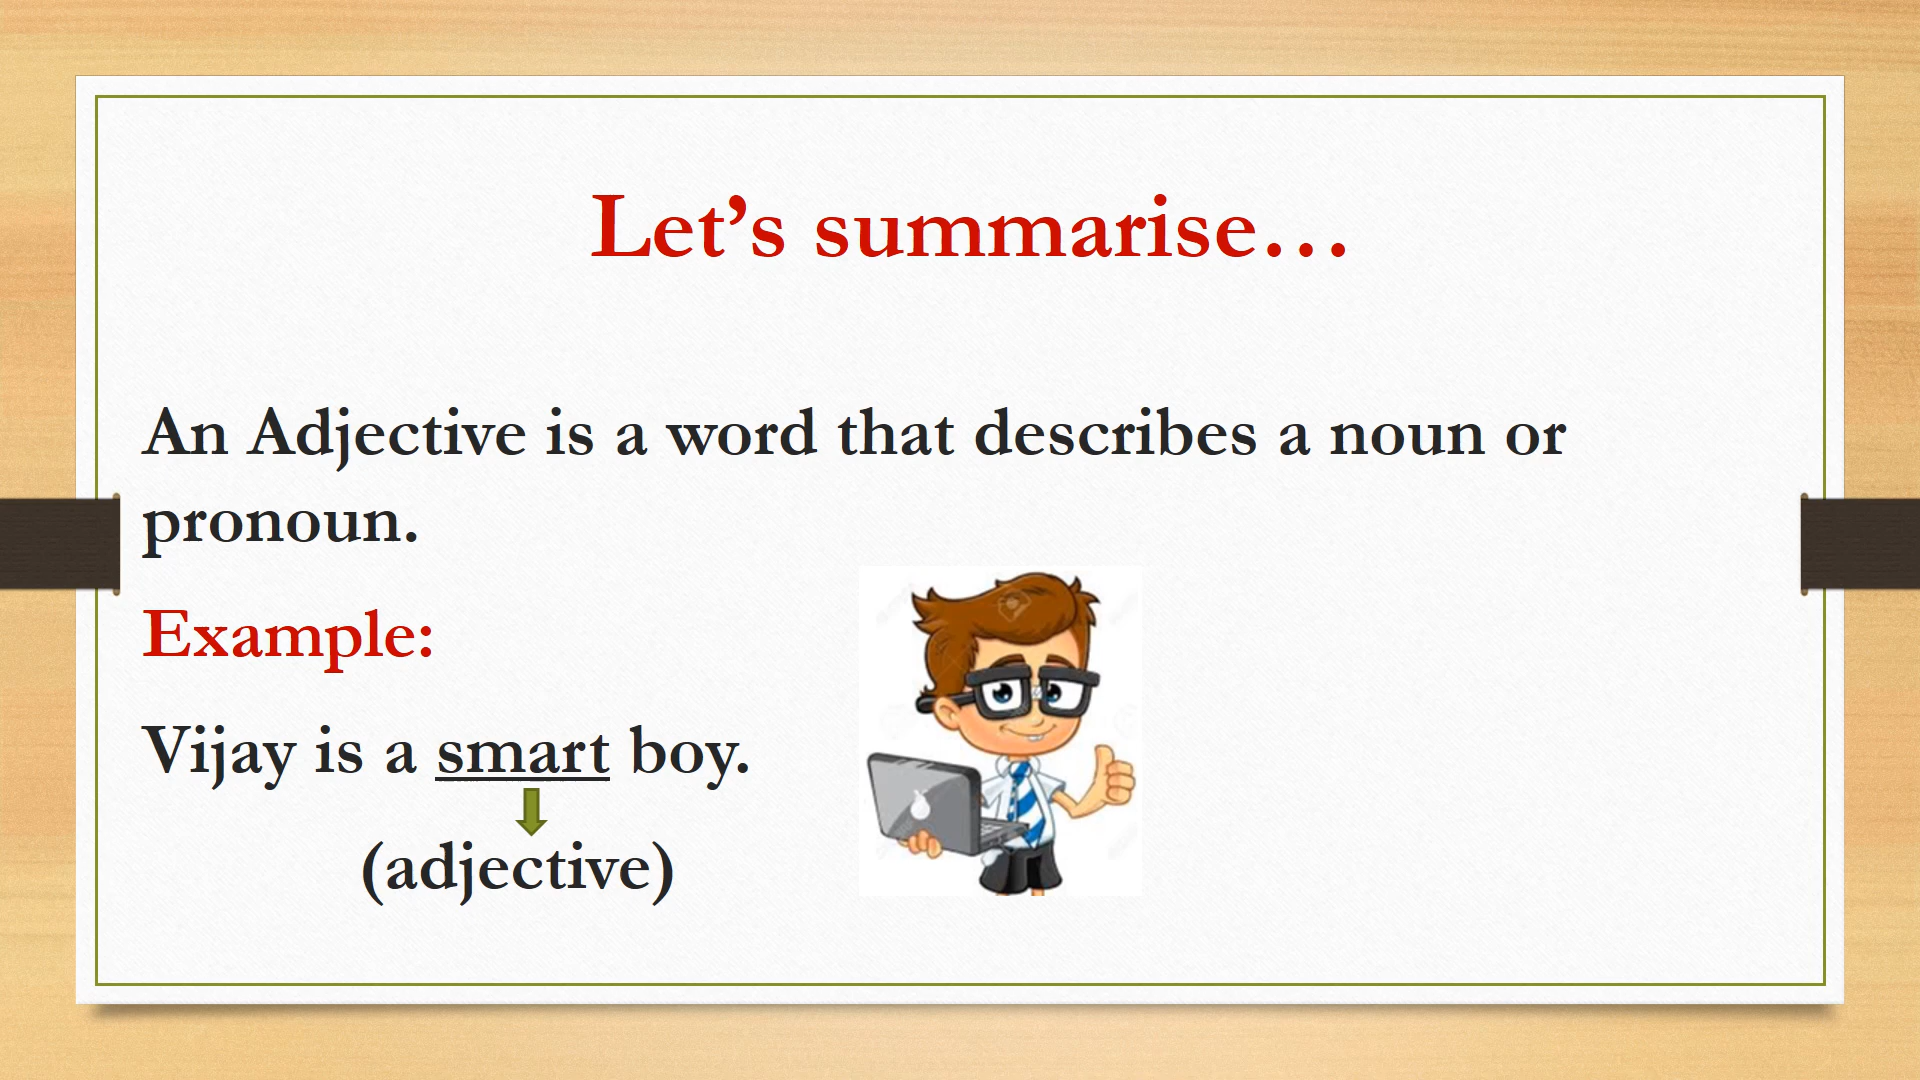 Let’s summarise…
An Adjective is a word that describes a noun or
pronoun.
Example:
Vijay is a smart boy.
(adjective)